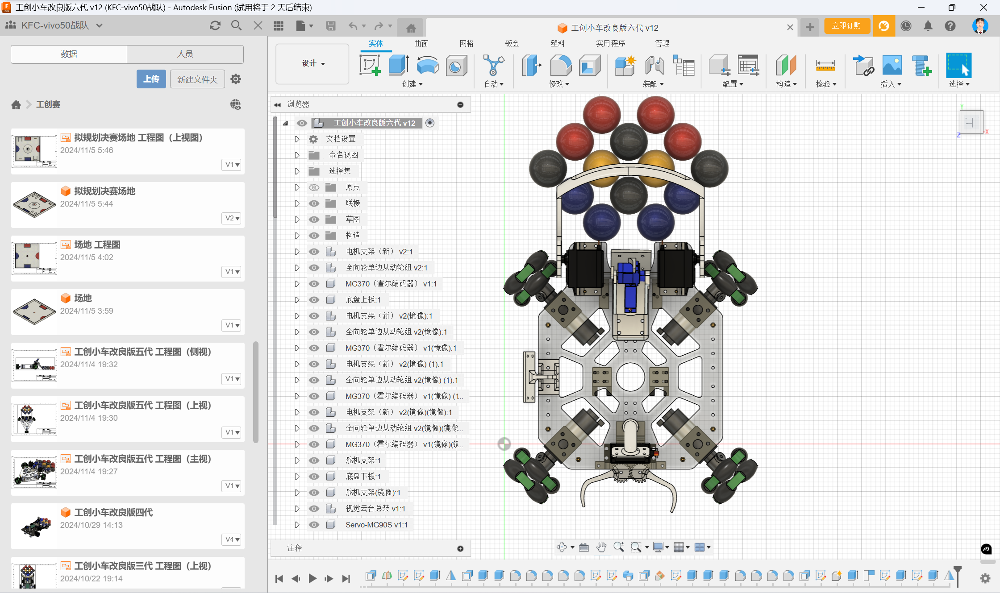 工创小车改良版六代 v12 (KFC-vivo50战队) - Autodesk Fusion (试用将于 2 天后结束)
KFC-vivo50战队
工创小车改良版六代 v12
立即订购
数据
人员
上传
新建文件夹
工创赛
拟规划决赛场地 工程图（上视图）
2024/11/5 5:46
V1
拟规划决赛场地
2024/11/5 5:44
V2
场地 工程图
2024/11/5 4:02
V1
场地
2024/11/5 3:59
V1
工创小车改良版五代 工程图（侧视）
2024/11/4 19:32
V1
工创小车改良版五代 工程图（上视）
2024/11/4 19:30
V1
工创小车改良版五代 工程图（主视）
2024/11/4 19:27
V1
工创小车改良版四代
2024/10/29 14:13
V4
工创小车改良版三代 工程图（上视）
2024/10/22 19:14
设计
实体
曲面
网格
钣金
塑料
实用程序
管理
创建
自动
修改
装配
配置
构造
检验
插入
选择
浏览器
工创小车改良版六代 v12
文档设置
命名视图
选择集
原点
联接
草图
构造
电机支架（新） v2:1
全向轮单边从动轮组 v2:1
MG370（霍尔编码器） v1:1
底盘上板:1
电机支架（新） v2(镜像):1
全向轮单边从动轮组 v2(镜像):1
MG370（霍尔编码器） v1(镜像):1
电机支架（新） v2(镜像) (1):1
全向轮单边从动轮组 v2(镜像) (1):1
MG370（霍尔编码器） v1(镜像) (1...
电机支架（新） v2(镜像)(镜像):1
全向轮单边从动轮组 v2(镜像)(镜像...
MG370（霍尔编码器） v1(镜像)(镜...
舵机支架:1
底盘下板:1
舵机支架(镜像):1
视觉云台总装 v1:1
Servo-MG90S v1:1
注释
Y
X
Z